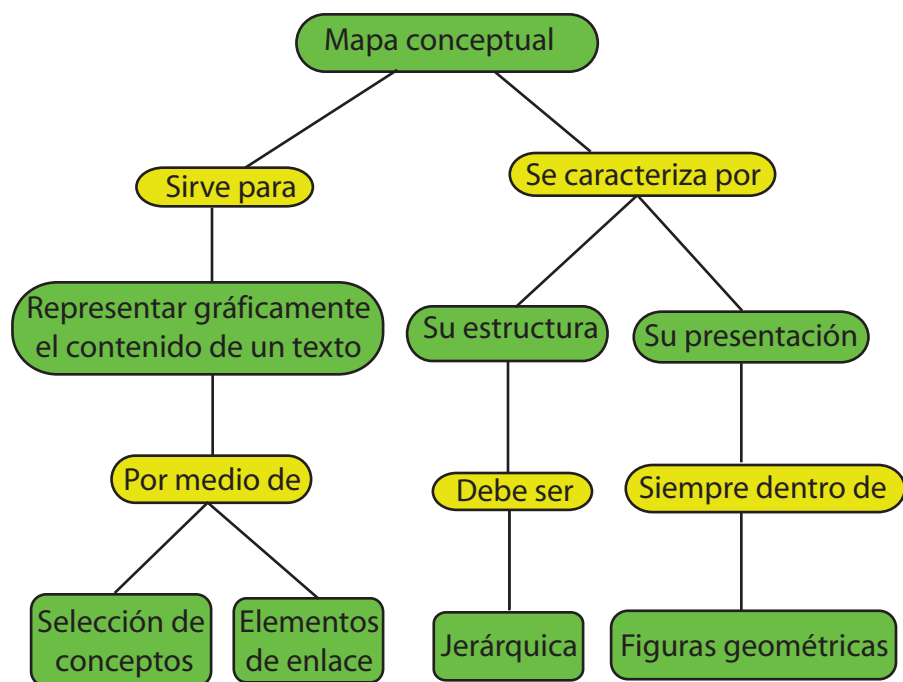 Mapa conceptual
Sirve para
Se caracteriza por
Representar gráficamente
el contenido de un texto
Su estructura
Su presentación
Por medio de
Debe ser
Siempre dentro de
Selección de
conceptos
Elementos
de enlace
Jerárquica
Figuras geométricas